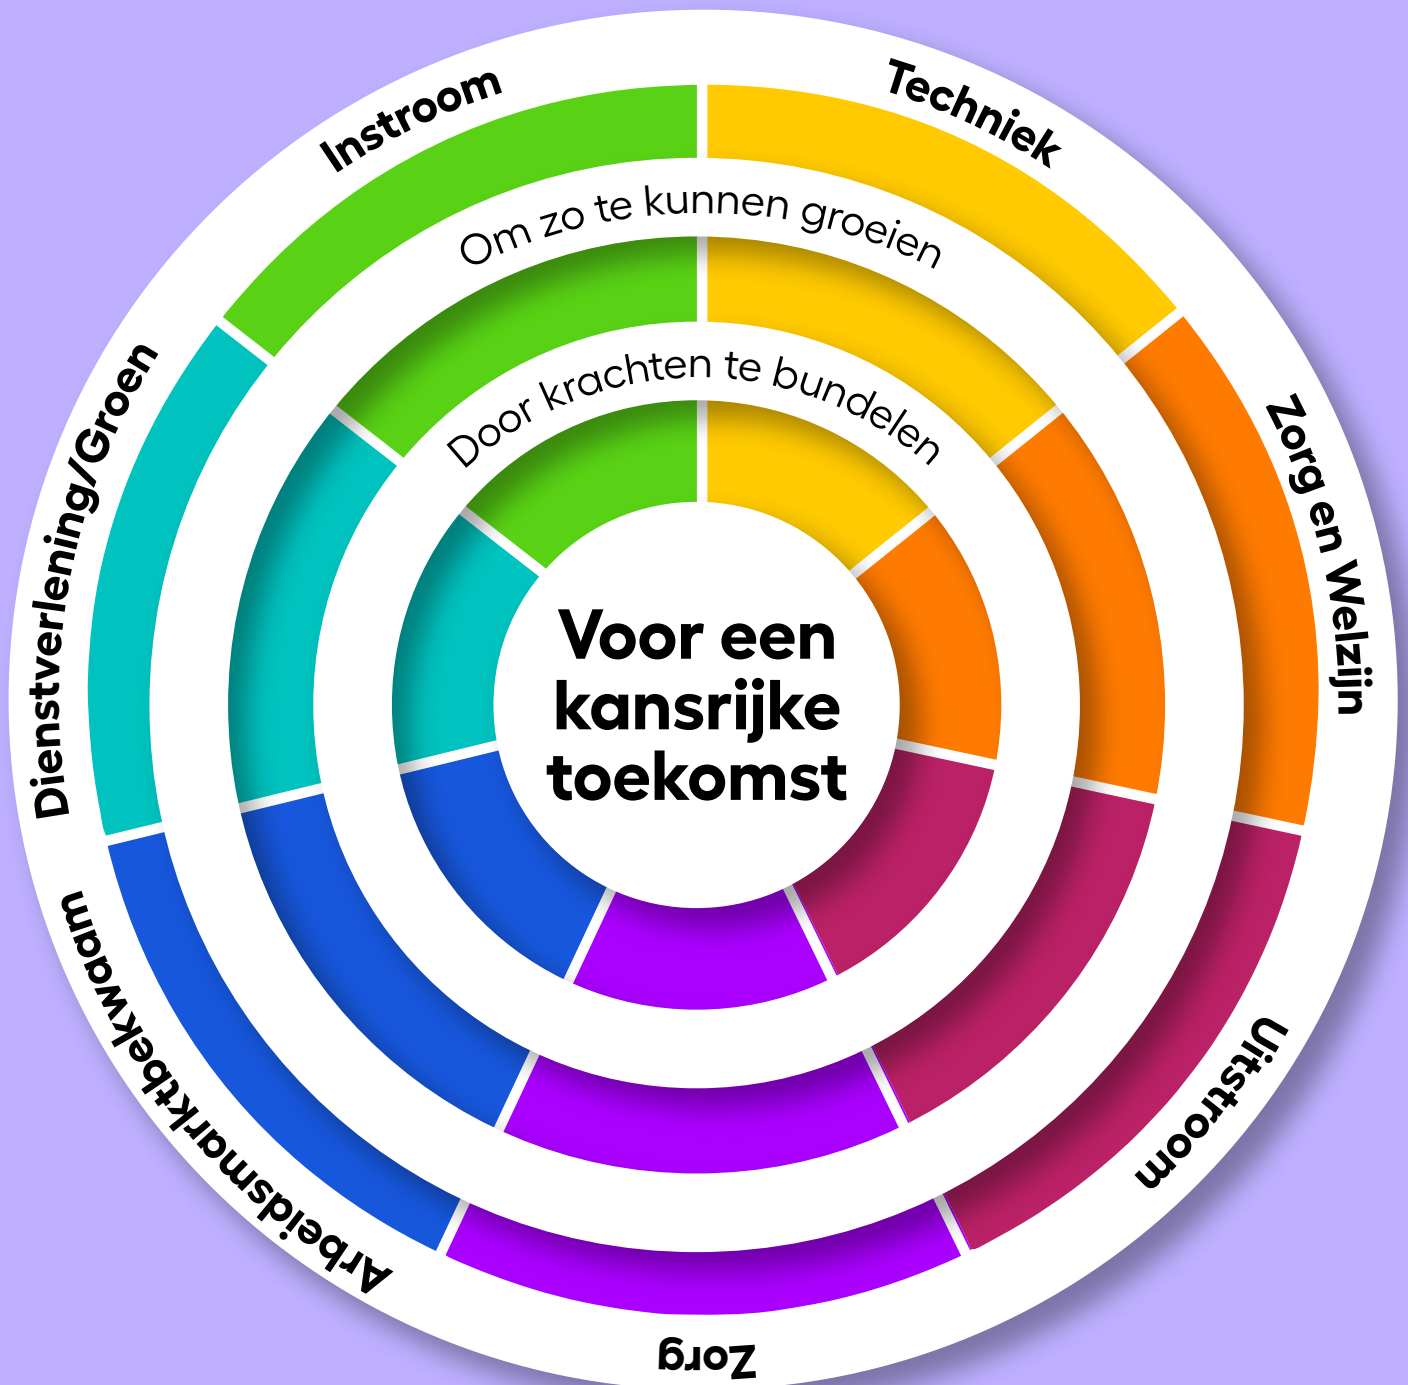 Instroom
Techniek
Zorg en Welzijn
Uitstroom
Zorg
Arbeidsmarktbekwaam
Dienstverlening/Groen
Om zo te kunnen groeien
Door krachten te bundelen
Voor een
kansrijke
toekomst